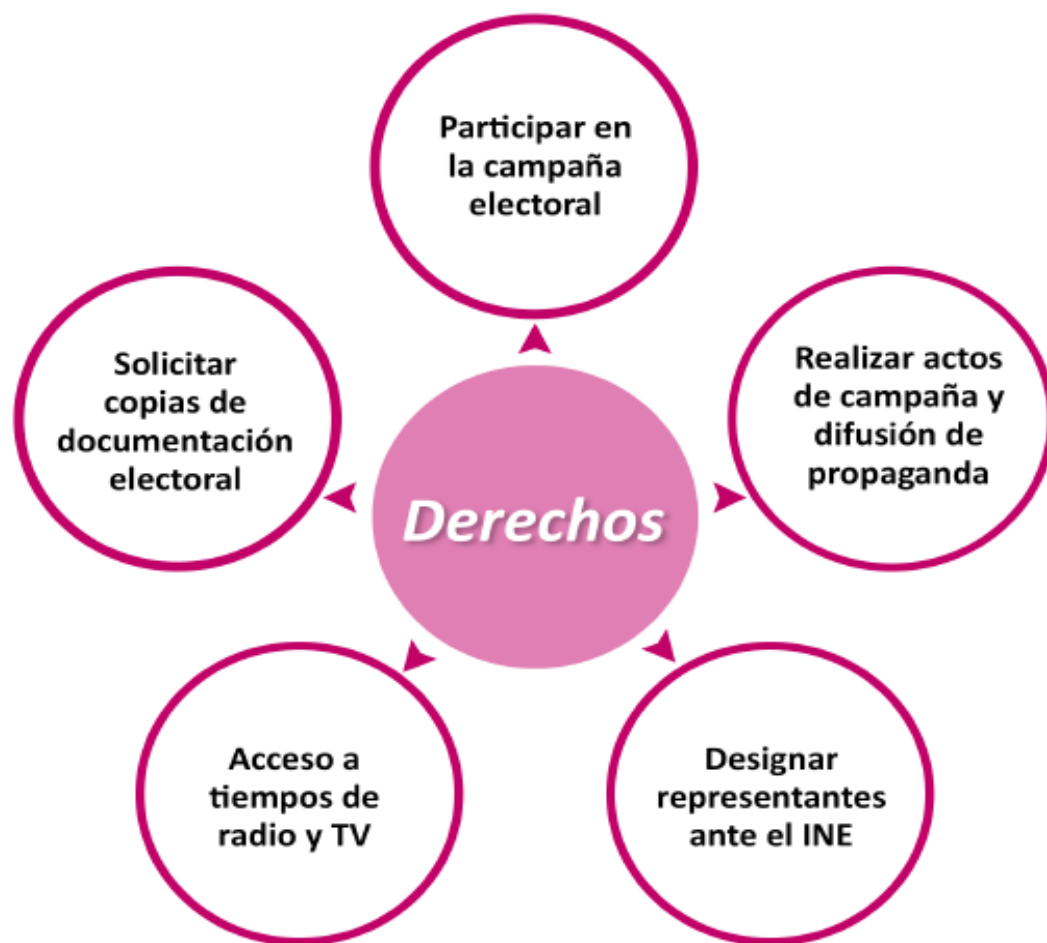 Participar en
la campaña
electoral
Solicitar
copias de
documentación
electoral
Realizar actos
de campaña y
difusión de
propaganda
Derechos
Acceso a
tiempos de
radio y TV
Designar
representantes
ante el INE